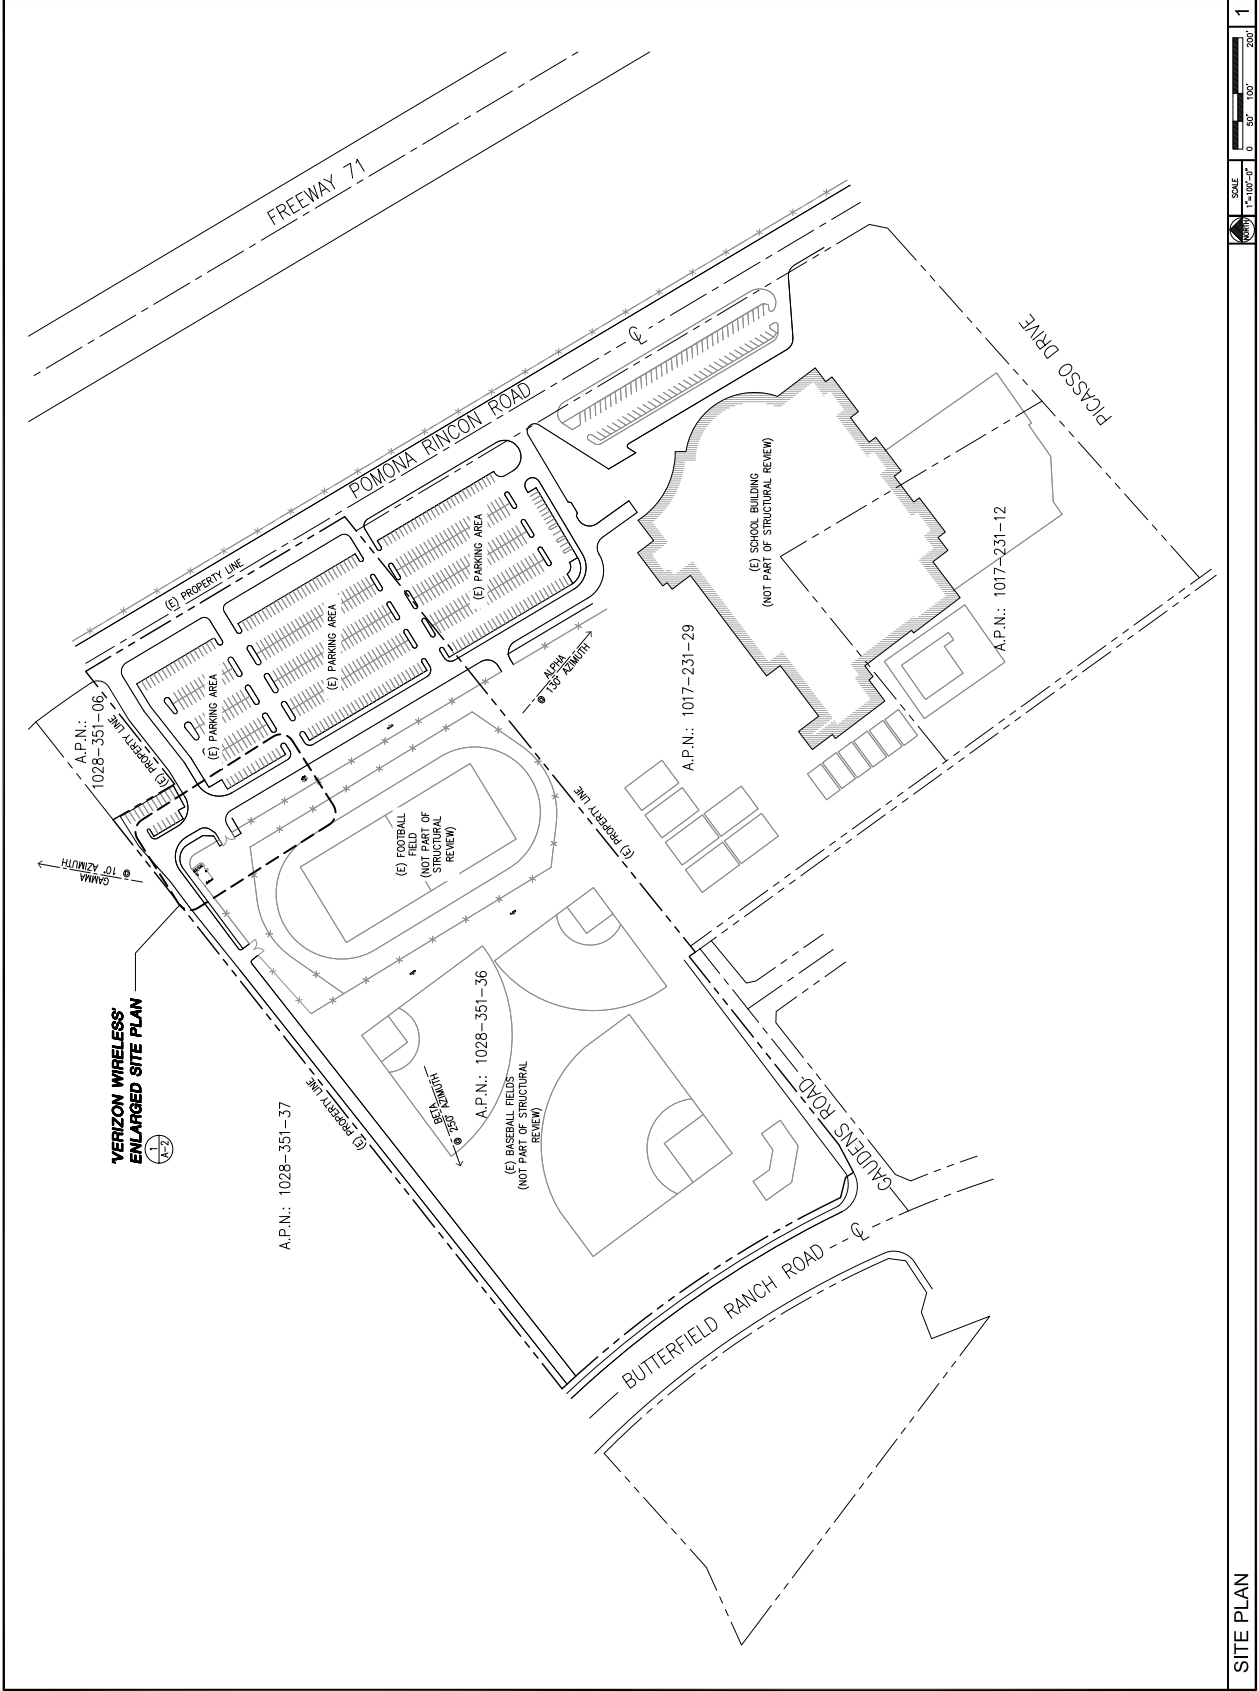 FREEWAY 71
POMONA RINCON ROAD
℄
PICASSO DRIVE
(E) PROPERTY LINE
(E) PARKING AREA
(E) PARKING AREA
(E) PARKING AREA
A.P.N.:
1028-351-06
(E) PROPERTY LINE
GAMMA
@ 10° AZIMUTH
'VERIZON WIRELESS'
ENLARGED SITE PLAN
1
A-2
(E) FOOTBALL
FIELD
(NOT PART OF
STRUCTURAL
REVIEW)
ALPHA
@ 130° AZIMUTH
(E) SCHOOL BUILDING
(NOT PART OF STRUCTURAL REVIEW)
A.P.N.: 1017-231-29
A.P.N.: 1017-231-12
(E) PROPERTY LINE
A.P.N.: 1028-351-36
BETA
@ 250° AZIMUTH
(E) BASEBALL FIELDS
(NOT PART OF STRUCTURAL
REVIEW)
(E) PROPERTY LINE
A.P.N.: 1028-351-37
GAUDENS ROAD
℄
BUTTERFIELD RANCH ROAD
SITE PLAN
NORTH
SCALE
1"=100'-0"
0 50' 100' 200'
1